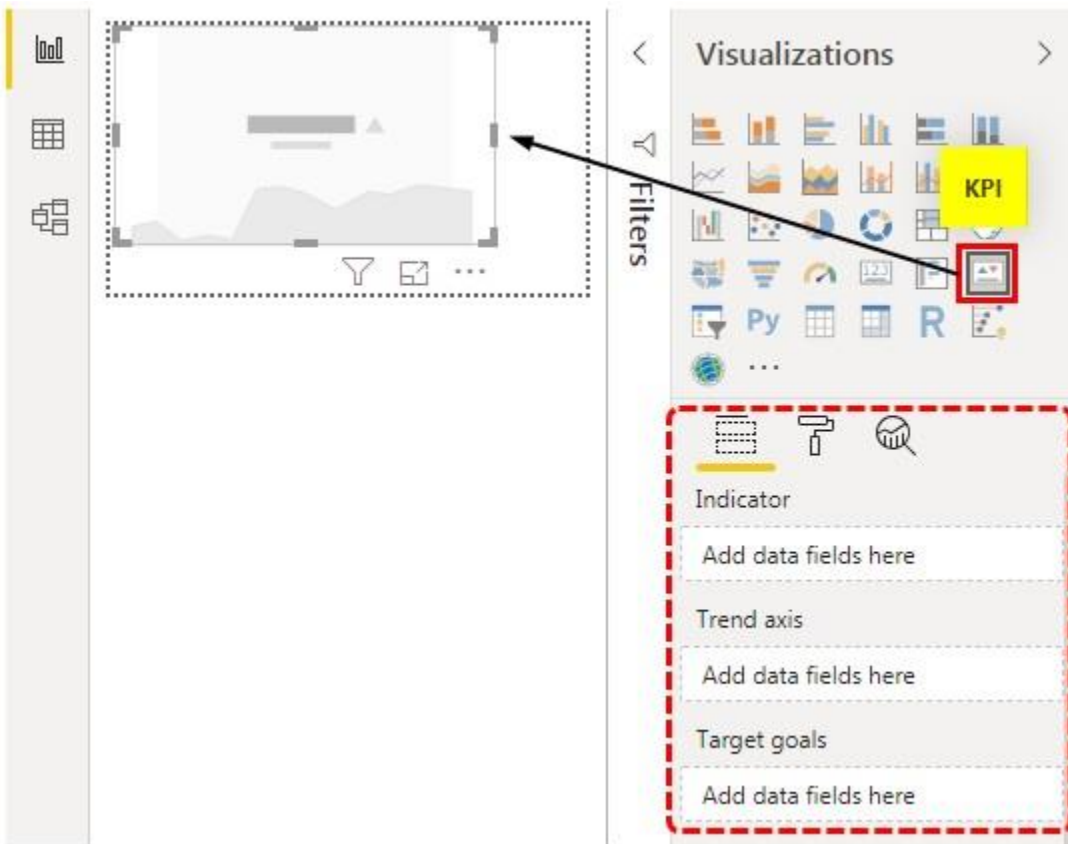 Visualizations
Filters
KPI
123
Py
R
Indicator
Add data fields here
Trend axis
Add data fields here
Target goals
Add data fields here